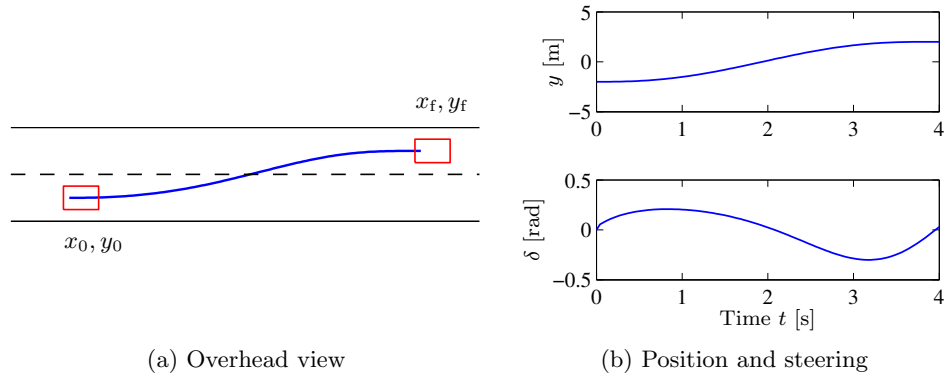 x_f, y_f
x_0, y_0
(a) Overhead view
y [m]
5
0
−5
0 1 2 3 4
δ [rad]
0.5
0
−0.5
0 1 2 3 4
Time t [s]
(b) Position and steering